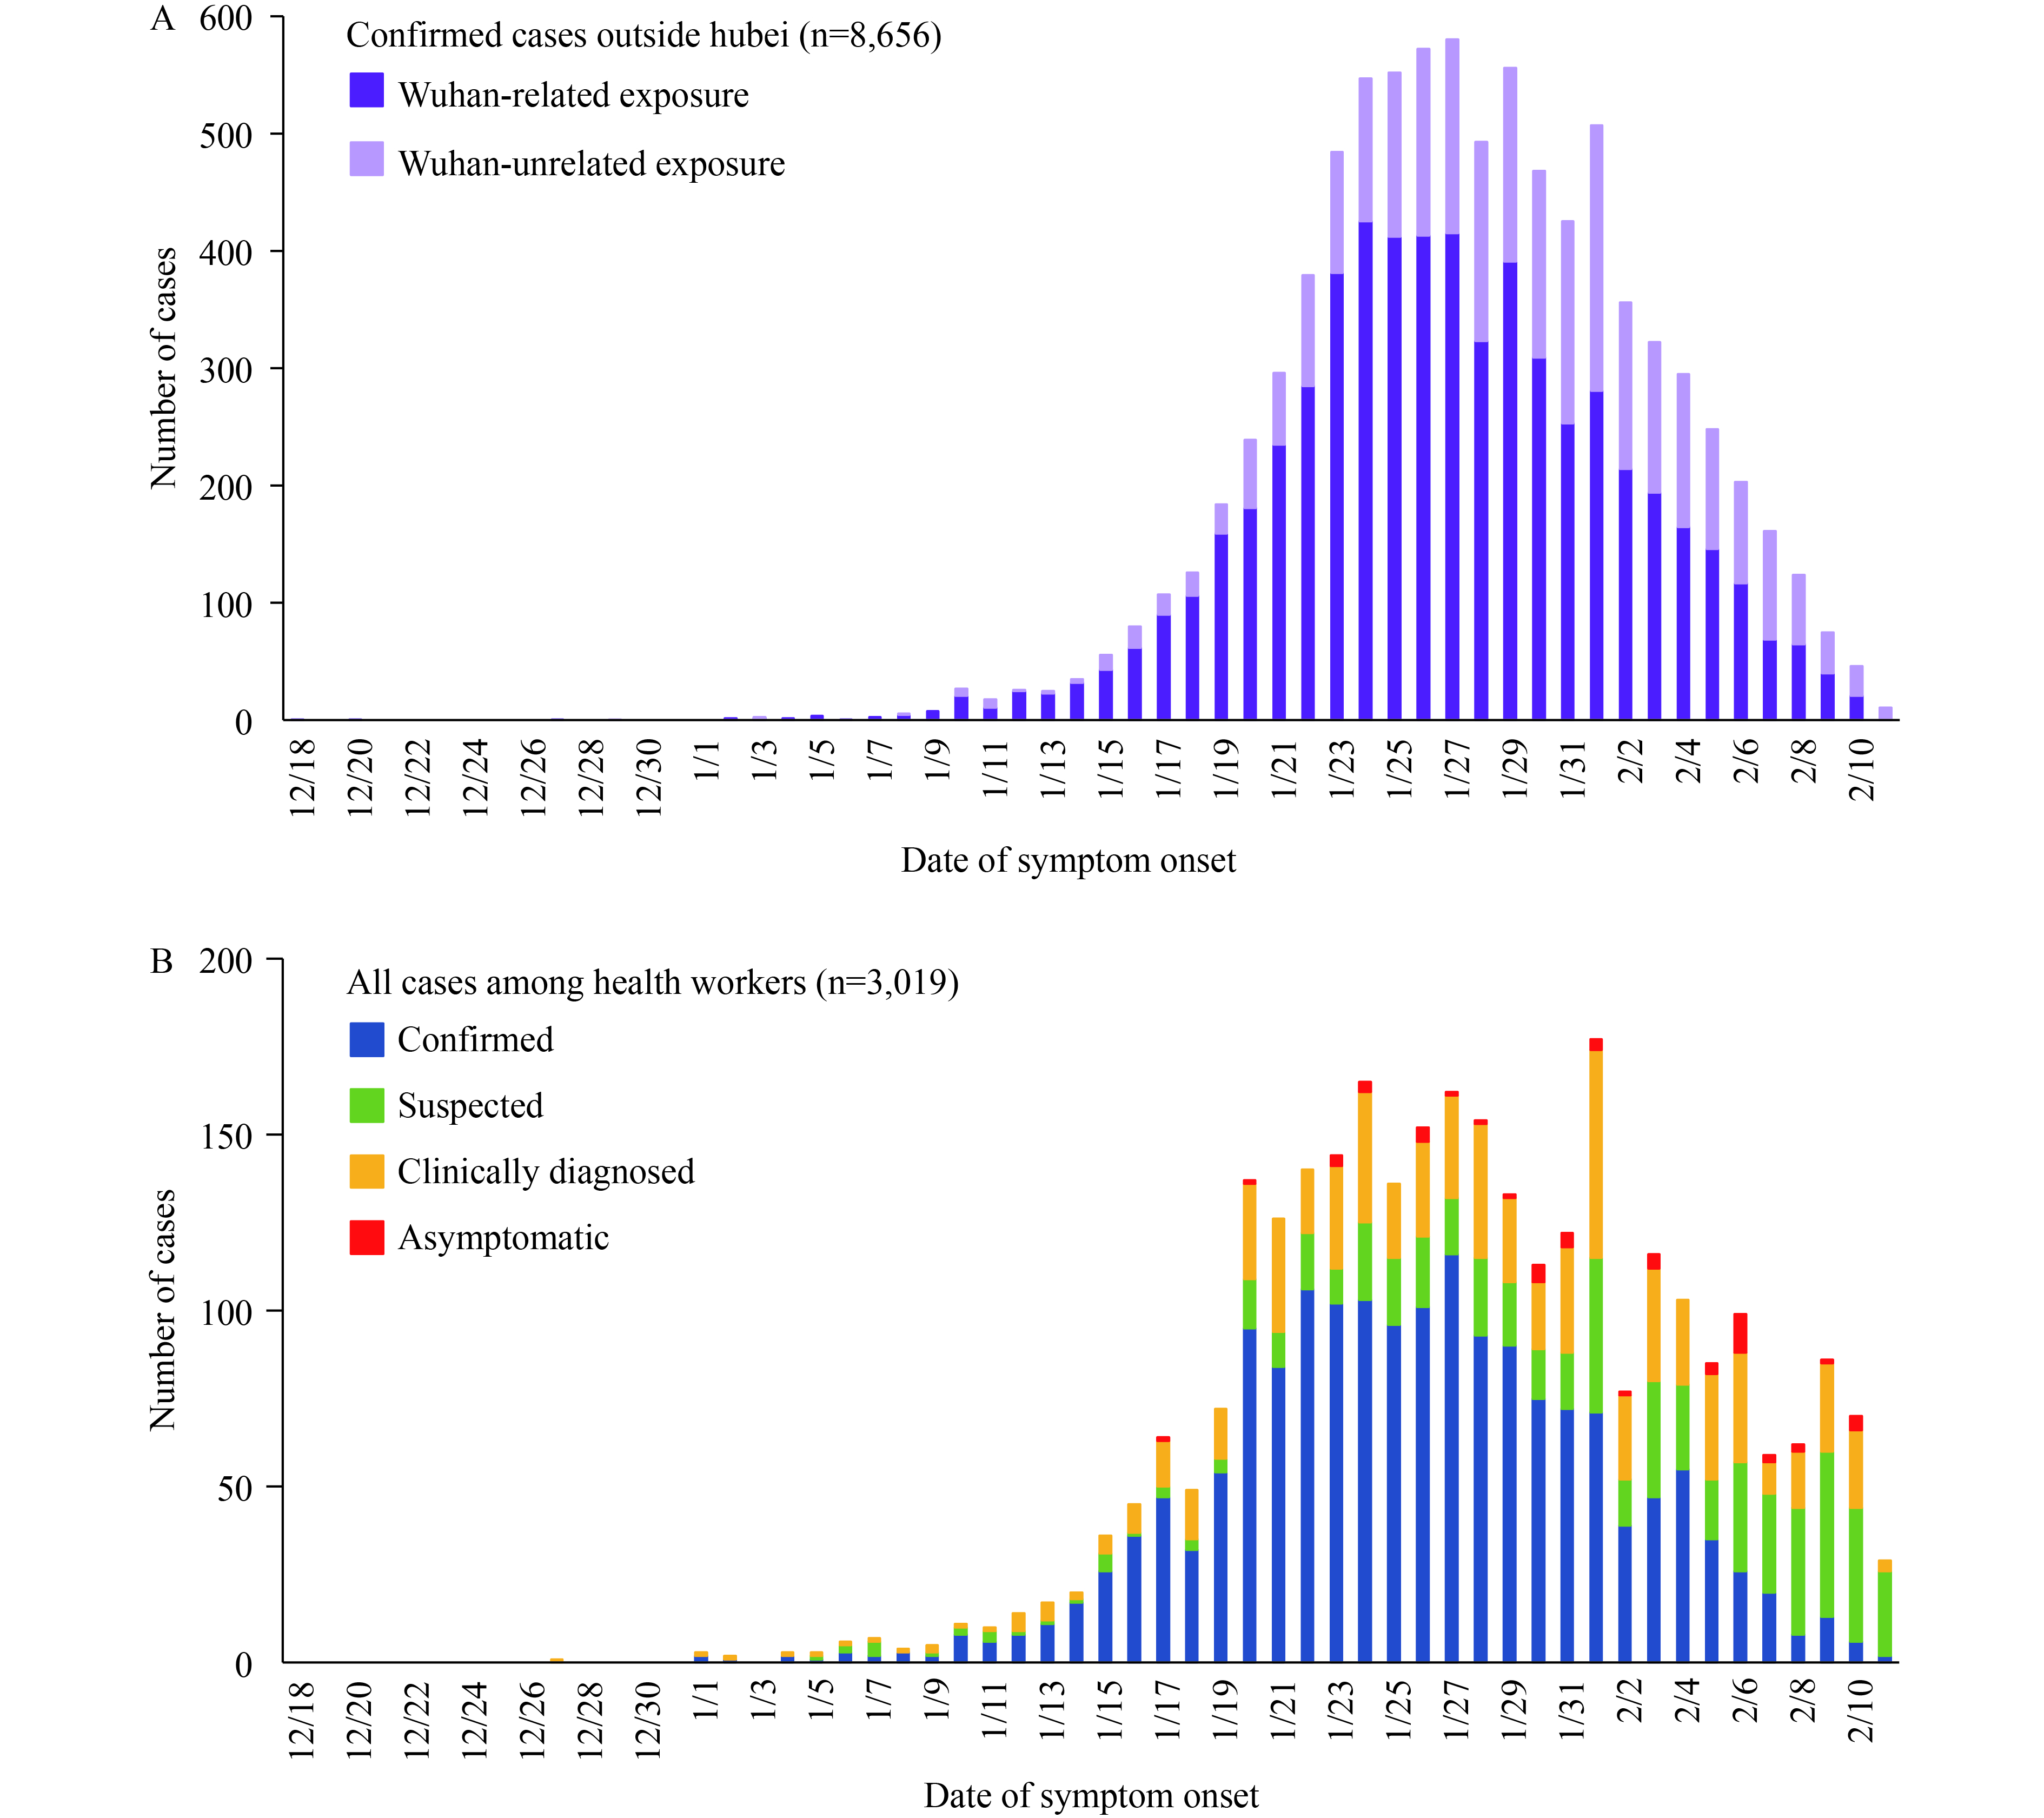 A
Confirmed cases outside hubei (n=8,656)
Wuhan-related exposure
Wuhan-unrelated exposure
Number of cases
600
500
400
300
200
100
0
12/18 12/20 12/22 12/24 12/26 12/28 12/30 1/1 1/3 1/5 1/7 1/9 1/11 1/13 1/15 1/17 1/19 1/21 1/23 1/25 1/27 1/29 1/31 2/2 2/4 2/6 2/8 2/10
Date of symptom onset
B
All cases among health workers (n=3,019)
Confirmed
Suspected
Clinically diagnosed
Asymptomatic
Number of cases
200
150
100
50
0
12/18 12/20 12/22 12/24 12/26 12/28 12/30 1/1 1/3 1/5 1/7 1/9 1/11 1/13 1/15 1/17 1/19 1/21 1/23 1/25 1/27 1/29 1/31 2/2 2/4 2/6 2/8 2/10
Date of symptom onset